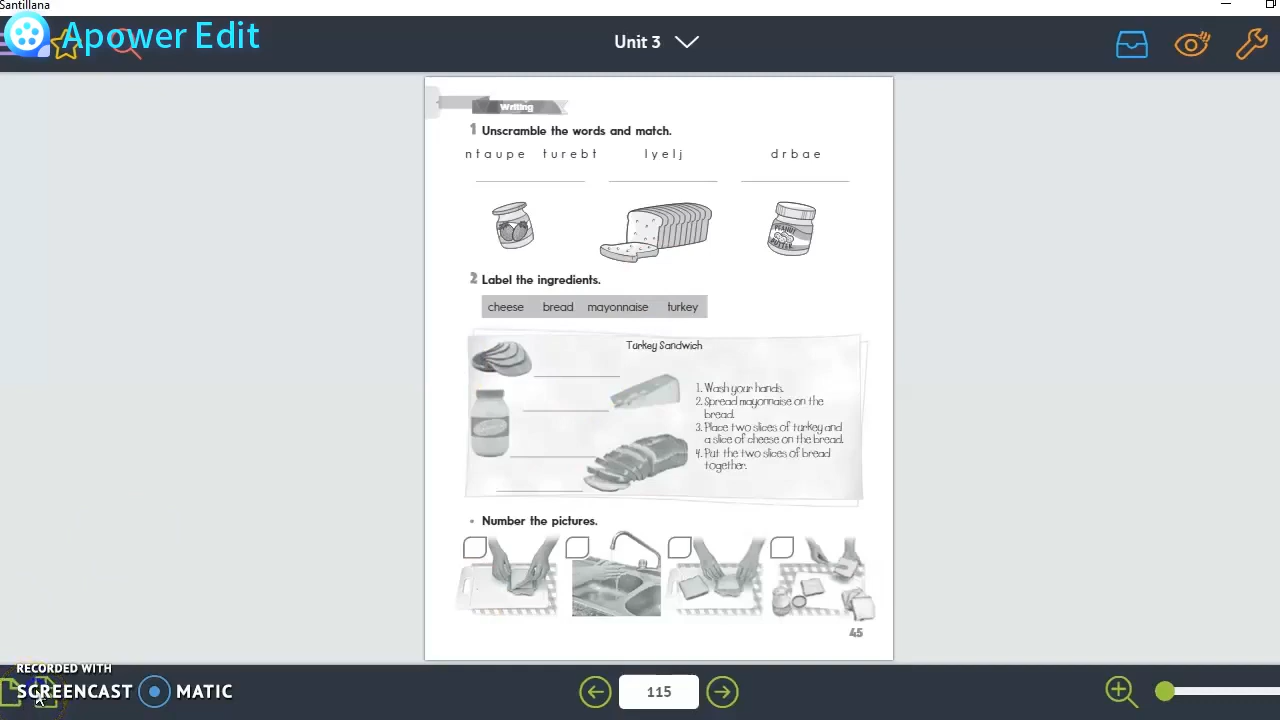 Santillana
Apower Edit
Unit 3
Writing
1 Unscramble the words and match.
ntaupe turebt lyelj drbae
PEANUT BUTTER
2 Label the ingredients.
cheese bread mayonnaise turkey
Turkey Sandwich
1. Wash your hands.
2. Spread mayonnaise on the
bread.
3. Place two slices of turkey and
a slice of cheese on the bread.
4. Put the two slices of bread
together.
• Number the pictures.
45
RECORDED WITH
SCREENCAST MATIC
115